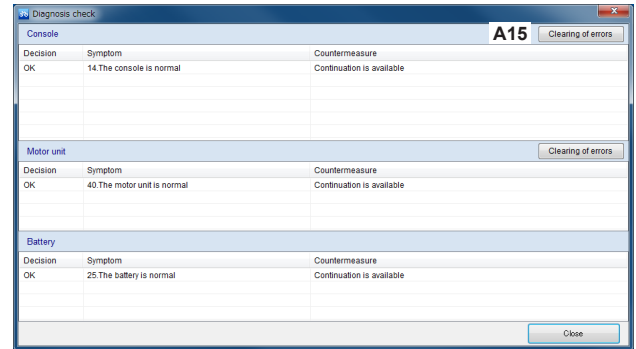 Diagnosis check
Console A15 Clearing of errors
Decision Symptom Countermeasure
OK 14.The console is normal Continuation is available
Motor unit Clearing of errors
Decision Symptom Countermeasure
OK 40.The motor unit is normal Continuation is available
Battery
Decision Symptom Countermeasure
OK 25.The battery is normal Continuation is available
Close